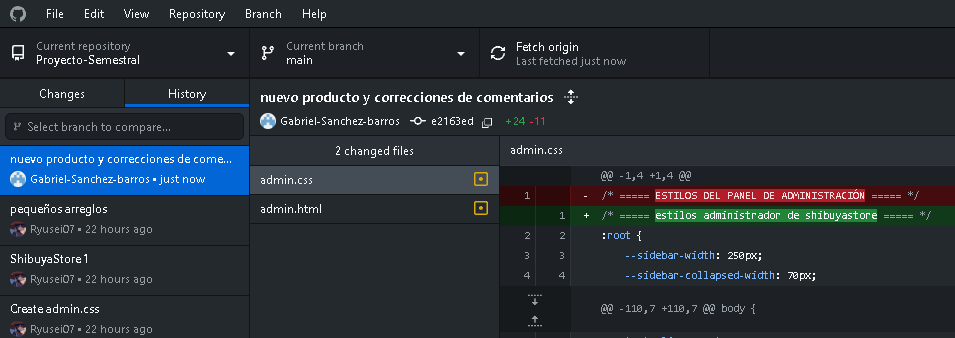 File Edit View Repository Branch Help
Current repository
Proyecto-Semestral
Current branch
main
Fetch origin
Last fetched just now
Changes History
Select branch to compare...
nuevo producto y correcciones de come...
Gabriel-Sanchez-barros • just now
pequeños arreglos
Ryusei07 • 22 hours ago
ShibuyaStore 1
Ryusei07 • 22 hours ago
Create admin.css
Ryusei07 • 22 hours ago
nuevo producto y correcciones de comentarios
Gabriel-Sanchez-barros e2163ed +24 -11
2 changed files
admin.css
admin.html
admin.css
@@ -1,4 +1,4 @@
1 - /* ===== ESTILOS DEL PANEL DE ADMINISTRACIÓN ===== */
1 + /* ===== estilos administrador de shibuyastore ===== */
2 2 :root {
3 3 --sidebar-width: 250px;
4 4 --sidebar-collapsed-width: 70px;
@@ -110,7 +110,7 @@ body {